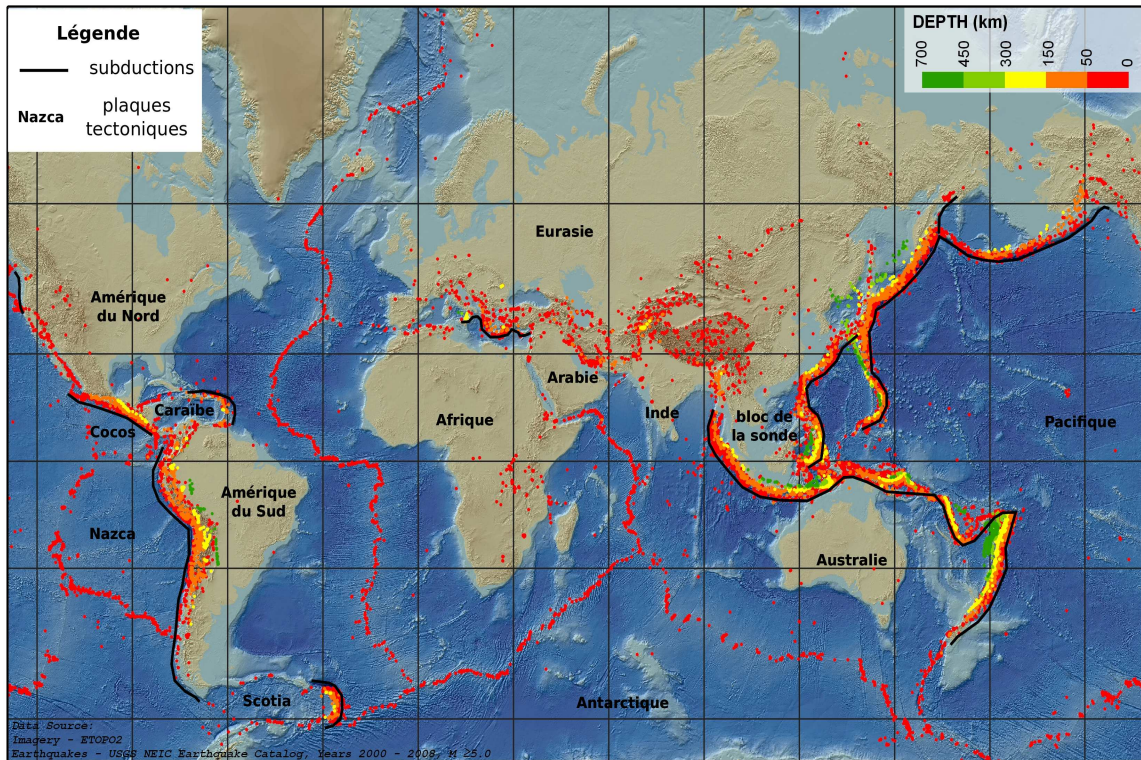 Légende
subductions
Nazca
plaques
tectoniques
DEPTH (km)
700
450
300
150
50
0
Eurasie
Amérique
du Nord
Arabie
Caraïbe
Cocos
Afrique
Inde
bloc de
la sonde
Pacifique
Amérique
du Sud
Nazca
Australie
Scotia
Antarctique
Data Source:
Imagery - ETOPO2
Earthquakes - USGS NEIC Earthquake Catalog, Years 2000 - 2008, M ≥5.0